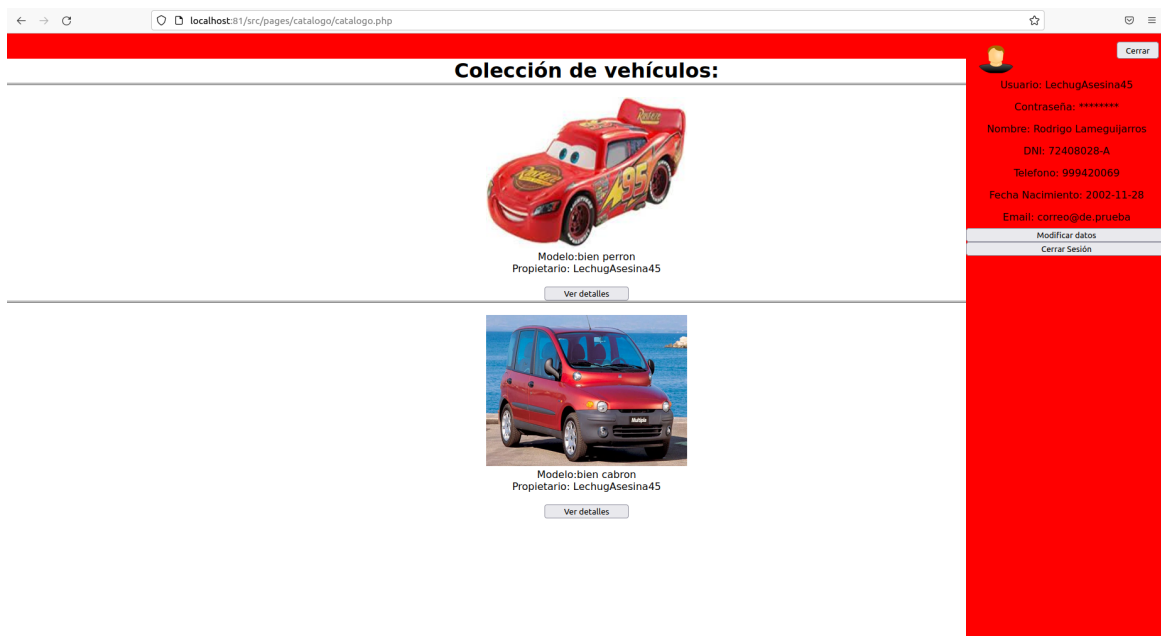 localhost:81/src/pages/catalogo/catalogo.php
Cerrar
Colección de vehículos:
Usuario: LechugAsesina45
Contraseña: ********
Nombre: Rodrigo Lameguijarros
DNI: 72408028-A
Telefono: 999420069
Fecha Nacimiento: 2002-11-28
Email: correo@de.prueba
Modificar datos
Cerrar Sesión
95
Modelo:bien perron
Propietario: LechugAsesina45
Ver detalles
Multipla
Modelo:bien cabron
Propietario: LechugAsesina45
Ver detalles